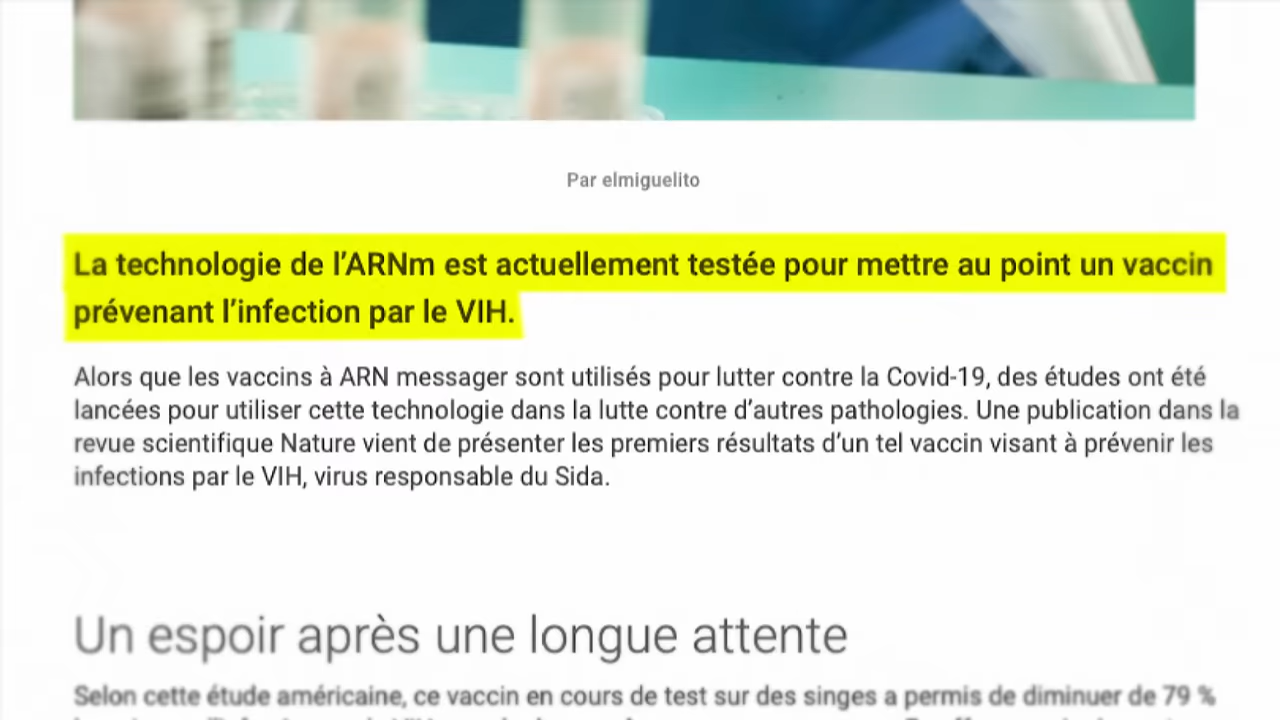 Par elmiguelito
La technologie de l’ARNm est actuellement testée pour mettre au point un vaccin
prévenant l’infection par le VIH.
Alors que les vaccins à ARN messager sont utilisés pour lutter contre la Covid-19, des études ont été
lancées pour utiliser cette technologie dans la lutte contre d’autres pathologies. Une publication dans la
revue scientifique Nature vient de présenter les premiers résultats d’un tel vaccin visant à prévenir les
infections par le VIH, virus responsable du Sida.
Un espoir après une longue attente
Selon cette étude américaine, ce vaccin en cours de test sur des singes a permis de diminuer de 79 %